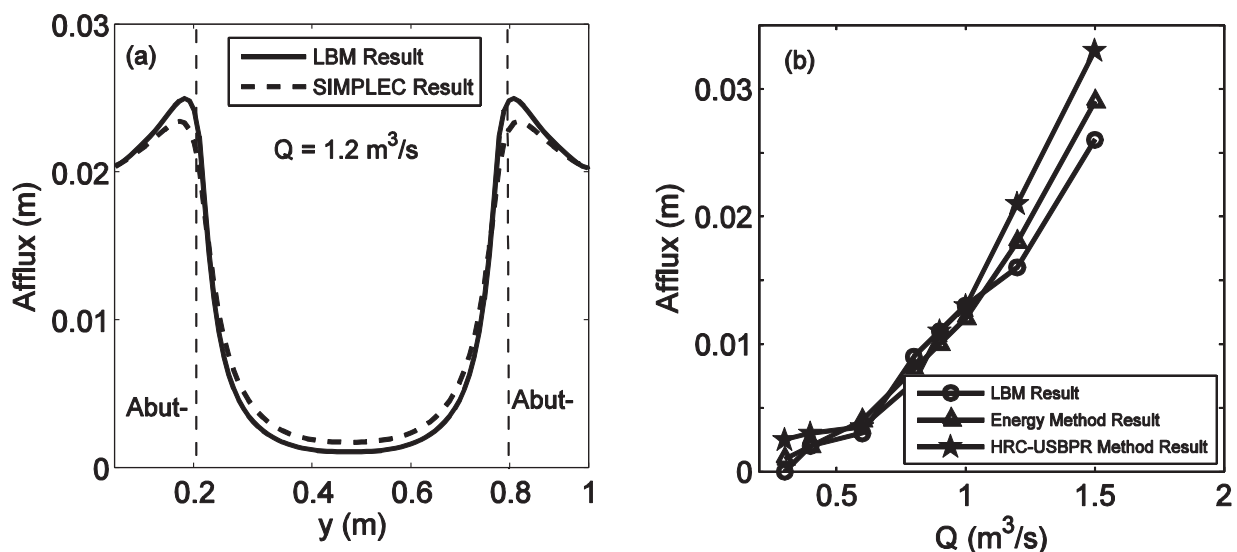 0.03
(a)
LBM Result
SIMPLEC Result
Q = 1.2 m³/s
0.02
Afflux (m)
0.01
Abut-
Abut-
0
0.2
0.4
0.6
0.8
1
y (m)
(b)
0.03
0.02
Afflux (m)
0.01
LBM Result
Energy Method Result
HRC-USBPR Method Result
0
0.5
1
1.5
2
Q (m³/s)